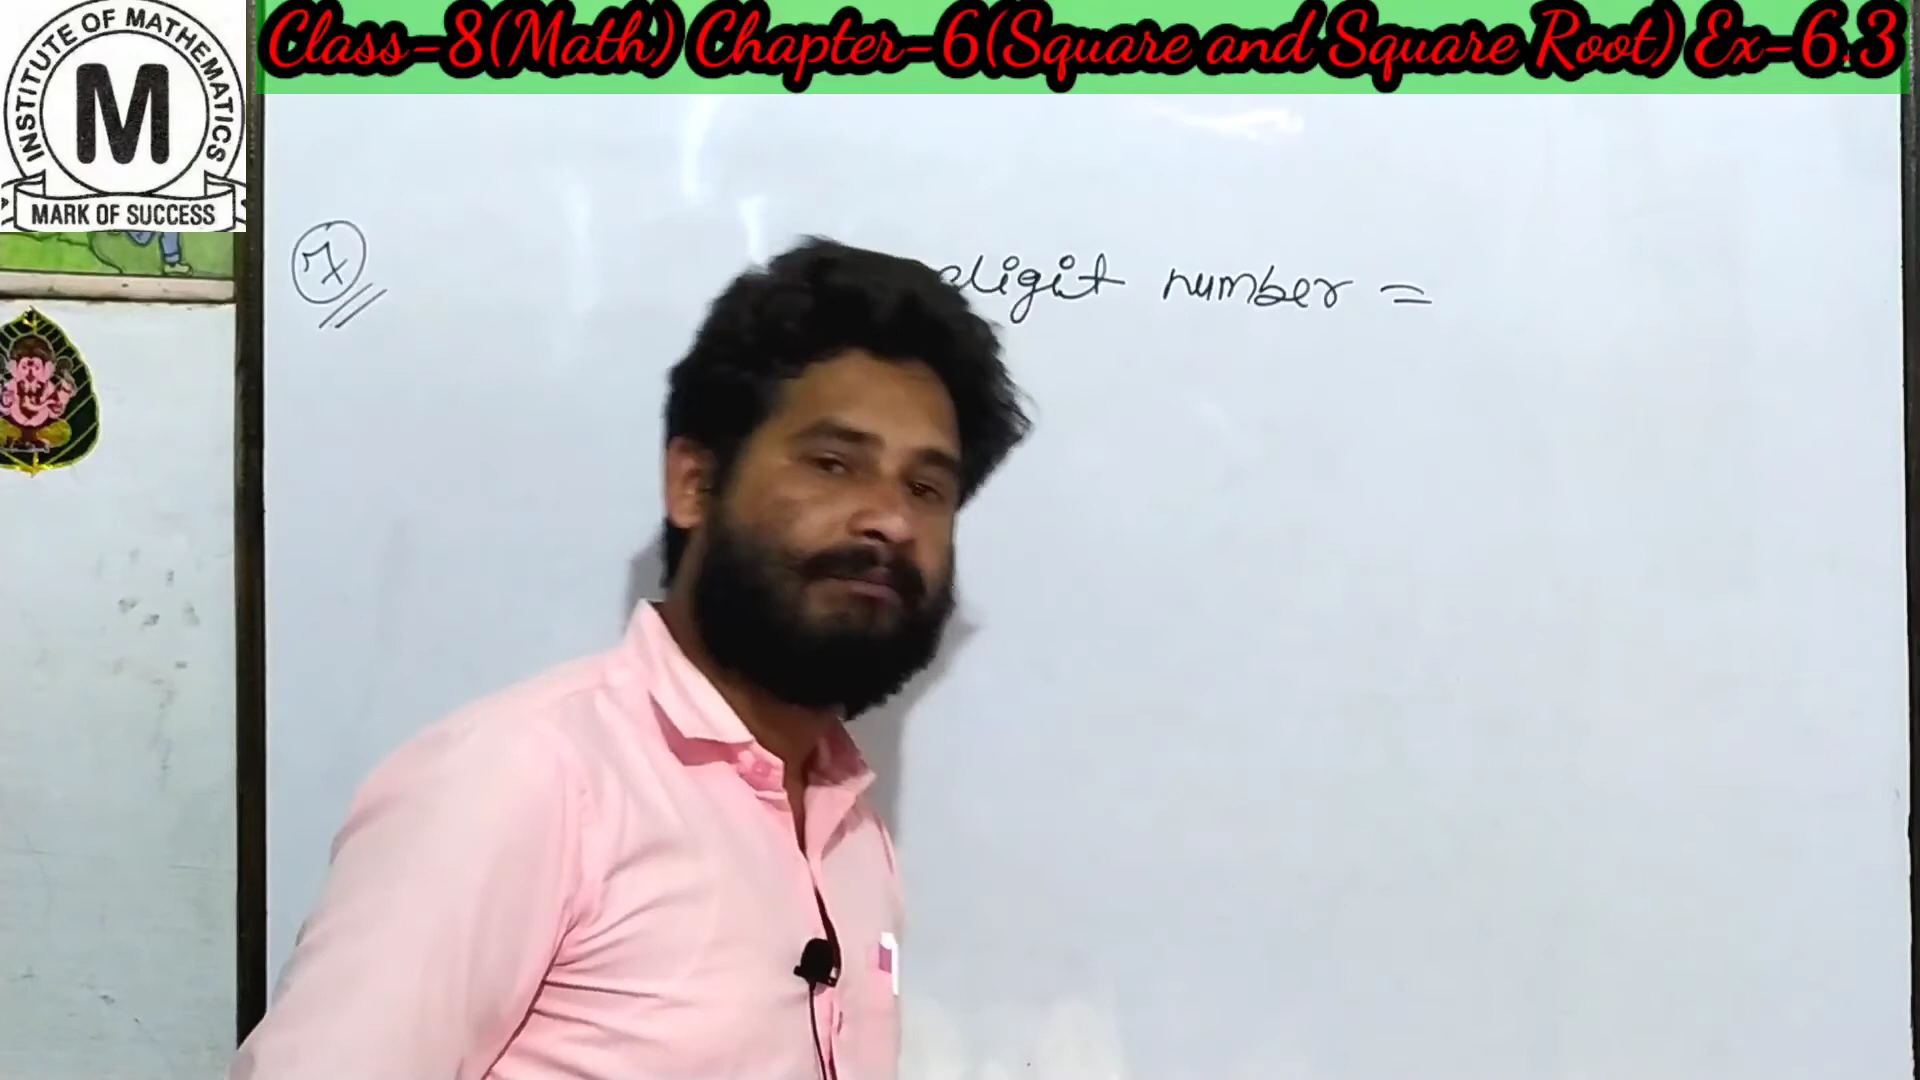 Class-8(Math) Chapter-6(Square and Square Root) Ex-6.3
INSTITUTE OF MATHEMATICS
M
MARK OF SUCCESS
7
digit number =